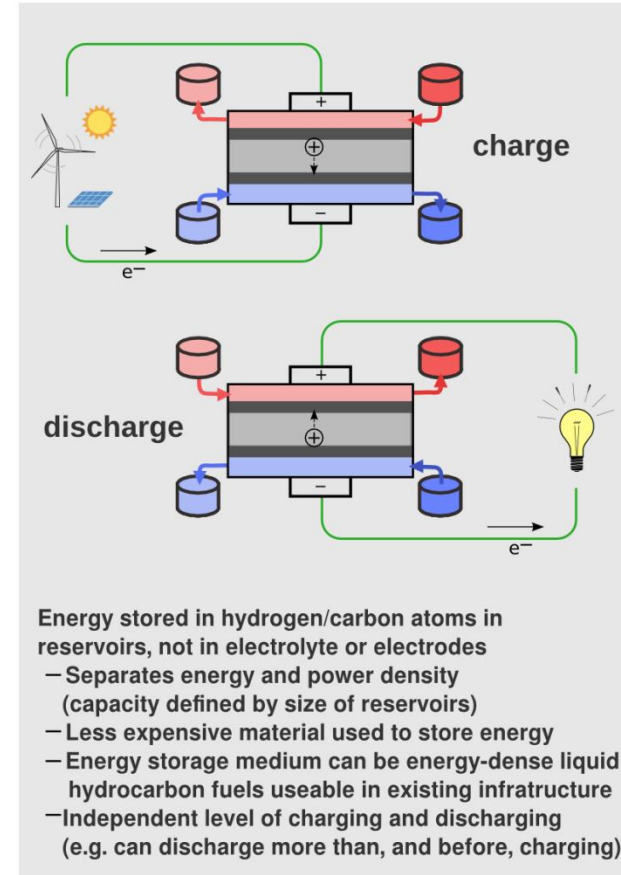 +
+
charge
−
e−
+
discharge
+
−
e−
Energy stored in hydrogen/carbon atoms in
reservoirs, not in electrolyte or electrodes
− Separates energy and power density
(capacity defined by size of reservoirs)
− Less expensive material used to store energy
− Energy storage medium can be energy-dense liquid
hydrocarbon fuels useable in existing infratructure
− Independent level of charging and discharging
(e.g. can discharge more than, and before, charging)